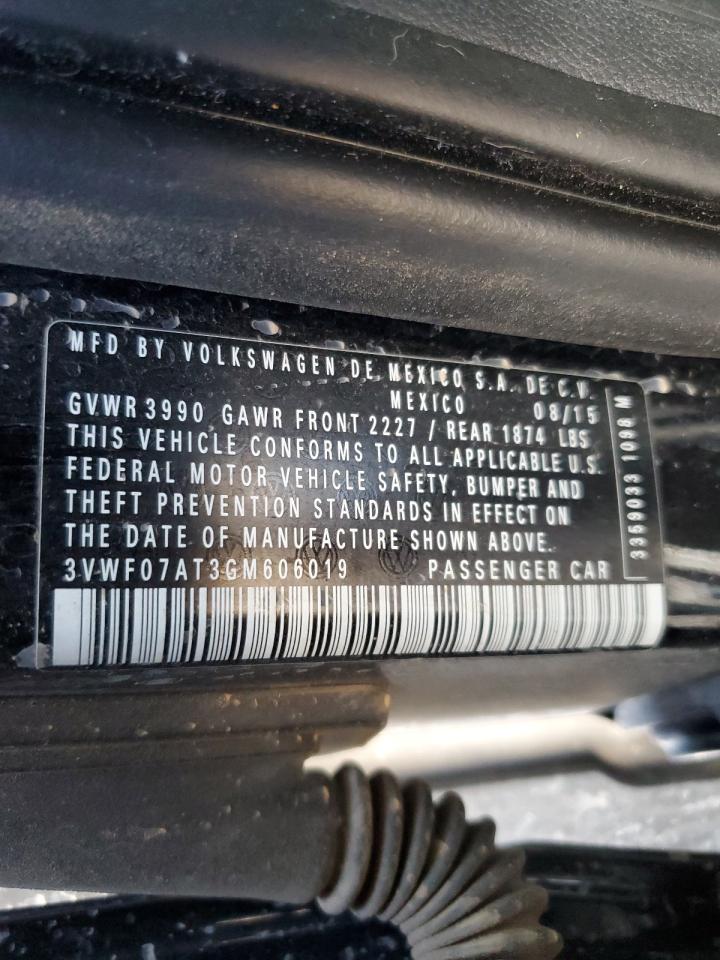 MFD BY VOLKSWAGEN DE MEXICO, S.A. DE C.V.
MEXICO 08/15
GVWR 3990 GAWR FRONT 2227 / REAR 1874 LBS
THIS VEHICLE CONFORMS TO ALL APPLICABLE U.S.
FEDERAL MOTOR VEHICLE SAFETY, BUMPER AND
THEFT PREVENTION STANDARDS IN EFFECT ON
THE DATE OF MANUFACTURE SHOWN ABOVE.
3VWF07AT3GM606019 PASSENGER CAR
3359033 1098 M